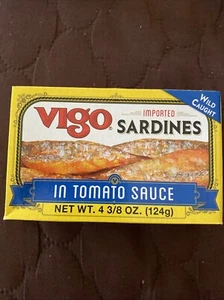 WILD
CAUGHT
VIGO®
IMPORTED
SARDINES
IN TOMATO SAUCE
NET WT. 4 3/8 OZ. (124g)